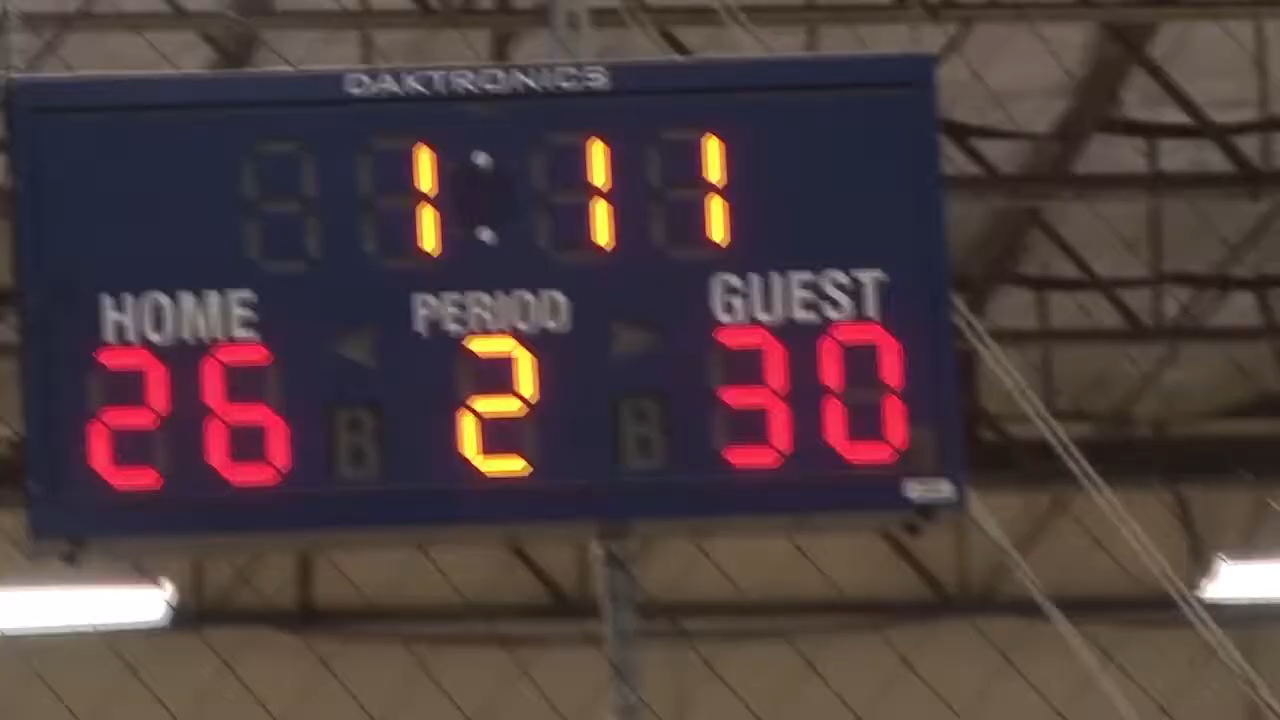 DAKTRONICS
1:11
HOME PERIOD GUEST
26 2 30
B B